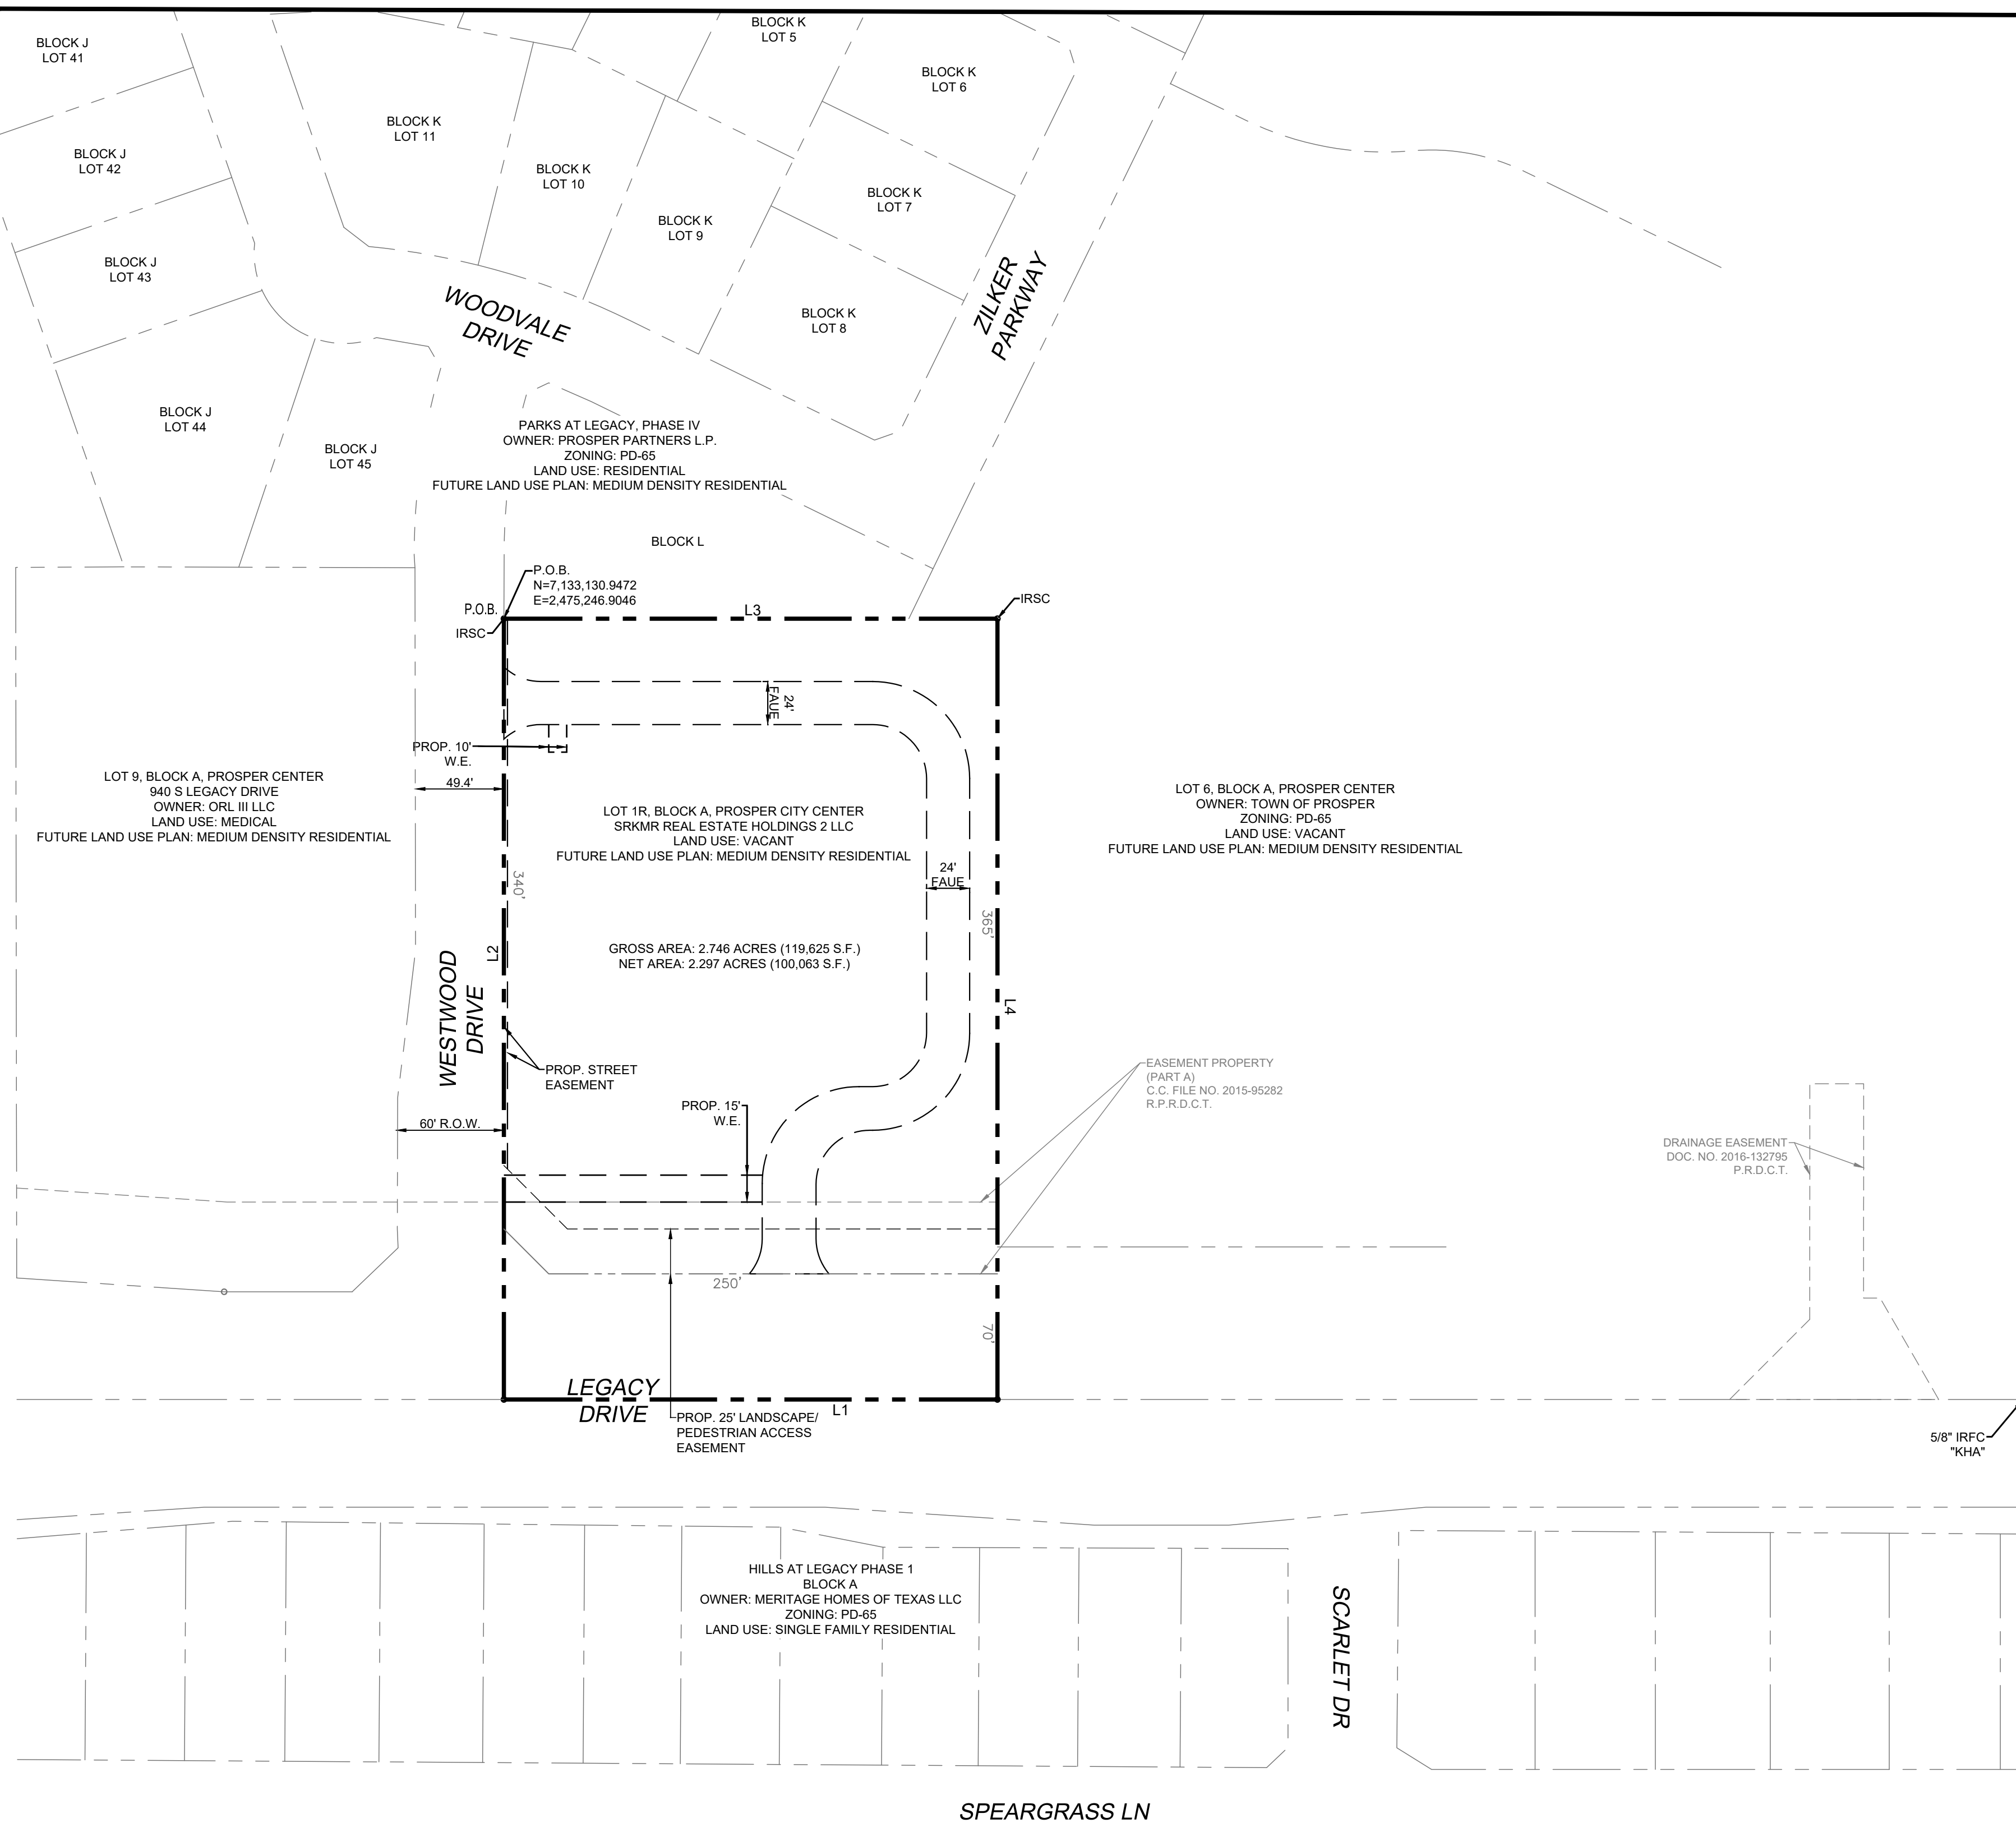 BLOCK J
LOT 41
BLOCK K
LOT 5
BLOCK K
LOT 6
BLOCK K
LOT 11
BLOCK J
LOT 42
BLOCK K
LOT 10
BLOCK K
LOT 7
BLOCK K
LOT 9
BLOCK J
LOT 43
BLOCK K
LOT 8
WOODVALE
DRIVE
ZILKER
PARKWAY
BLOCK J
LOT 44
BLOCK J
LOT 45
PARKS AT LEGACY, PHASE IV
OWNER: PROSPER PARTNERS L.P.
ZONING: PD-65
LAND USE: RESIDENTIAL
FUTURE LAND USE PLAN: MEDIUM DENSITY RESIDENTIAL
BLOCK L
P.O.B.
N=7,133,130.9472
E=2,475,246.9046
P.O.B.
IRSC
L3
IRSC
24'
FAUE
PROP. 10'
W.E.
49.4'
LOT 9, BLOCK A, PROSPER CENTER
940 S LEGACY DRIVE
OWNER: ORL III LLC
LAND USE: MEDICAL
FUTURE LAND USE PLAN: MEDIUM DENSITY RESIDENTIAL
LOT 1R, BLOCK A, PROSPER CITY CENTER
SRKMR REAL ESTATE HOLDINGS 2 LLC
LAND USE: VACANT
FUTURE LAND USE PLAN: MEDIUM DENSITY RESIDENTIAL
LOT 6, BLOCK A, PROSPER CENTER
OWNER: TOWN OF PROSPER
ZONING: PD-65
LAND USE: VACANT
FUTURE LAND USE PLAN: MEDIUM DENSITY RESIDENTIAL
24'
FAUE
340'
365'
GROSS AREA: 2.746 ACRES (119,625 S.F.)
NET AREA: 2.297 ACRES (100,063 S.F.)
L2
L4
WESTWOOD
DRIVE
PROP. STREET
EASEMENT
EASEMENT PROPERTY
(PART A)
C.C. FILE NO. 2015-95282
R.P.R.D.C.T.
PROP. 15'
W.E.
60' R.O.W.
DRAINAGE EASEMENT
DOC. NO. 2016-132795
P.R.D.C.T.
250'
70'
LEGACY
DRIVE
L1
PROP. 25' LANDSCAPE/
PEDESTRIAN ACCESS
EASEMENT
5/8" IRFC
"KHA"
HILLS AT LEGACY PHASE 1
BLOCK A
OWNER: MERITAGE HOMES OF TEXAS LLC
ZONING: PD-65
LAND USE: SINGLE FAMILY RESIDENTIAL
SCARLET DR
SPEARGRASS LN